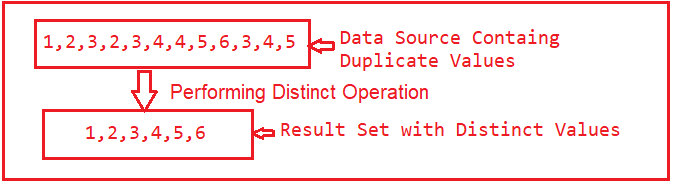 1,2,3,2,3,4,4,5,6,3,4,5
Data Source Containg
Duplicate Values
Performing Distinct Operation
1,2,3,4,5,6
Result Set with Distinct Values